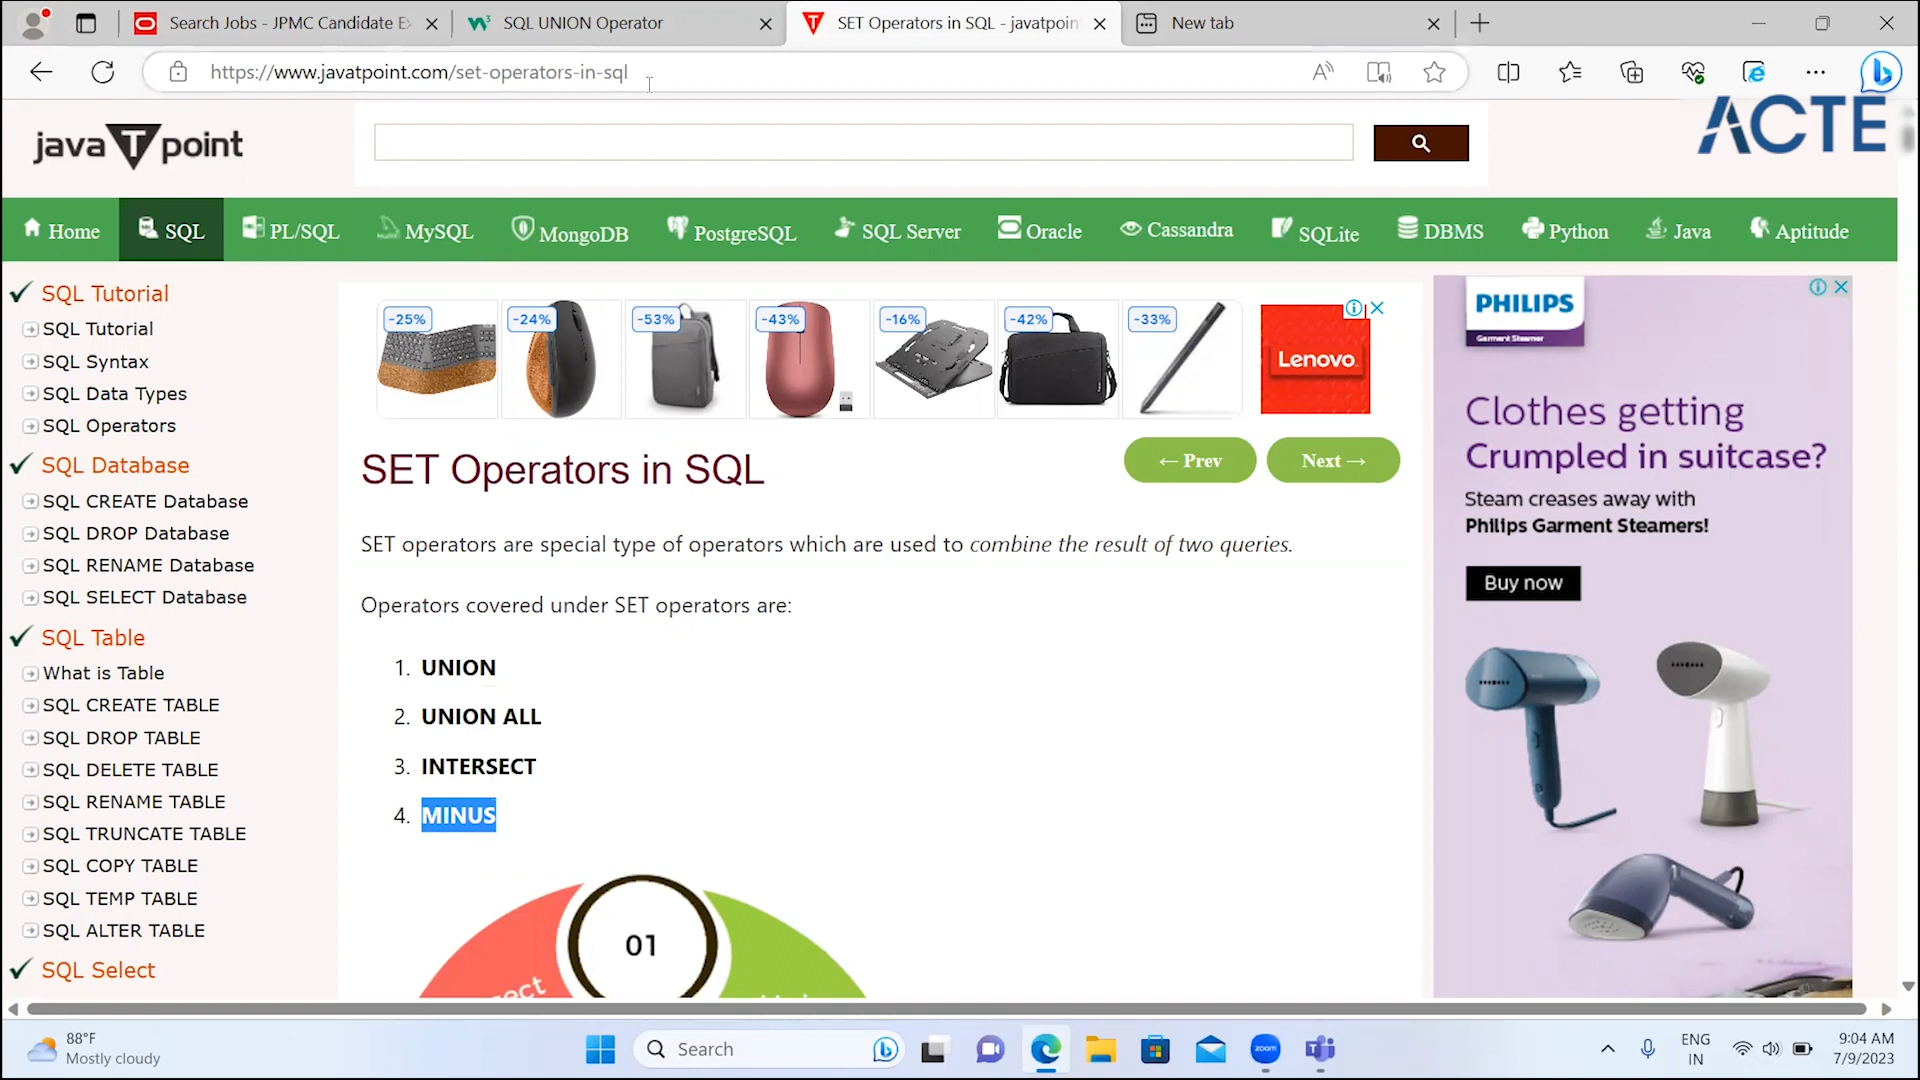 Search Jobs - JPMC Candidate E
SQL UNION Operator
SET Operators in SQL - javatpoin
New tab
https://www.javatpoint.com/set-operators-in-sql
java T point
ACTE
Home
SQL
PL/SQL
MySQL
MongoDB
PostgreSQL
SQL Server
Oracle
Cassandra
SQLite
DBMS
Python
Java
Aptitude
SQL Tutorial
SQL Tutorial
SQL Syntax
SQL Data Types
SQL Operators
SQL Database
SQL CREATE Database
SQL DROP Database
SQL RENAME Database
SQL SELECT Database
SQL Table
What is Table
SQL CREATE TABLE
SQL DROP TABLE
SQL DELETE TABLE
SQL RENAME TABLE
SQL TRUNCATE TABLE
SQL COPY TABLE
SQL TEMP TABLE
SQL ALTER TABLE
SQL Select
-25%
-24%
-53%
-43%
-16%
-42%
-33%
Lenovo
SET Operators in SQL
← Prev
Next →
SET operators are special type of operators which are used to combine the result of two queries.
Operators covered under SET operators are:
1. UNION
2. UNION ALL
3. INTERSECT
4. MINUS
01
PHILIPS
Garment Steamer
Clothes getting
Crumpled in suitcase?
Steam creases away with
Philips Garment Steamers!
Buy now
88°F
Mostly cloudy
Search
zoom
ENG
IN
9:04 AM
7/9/2023